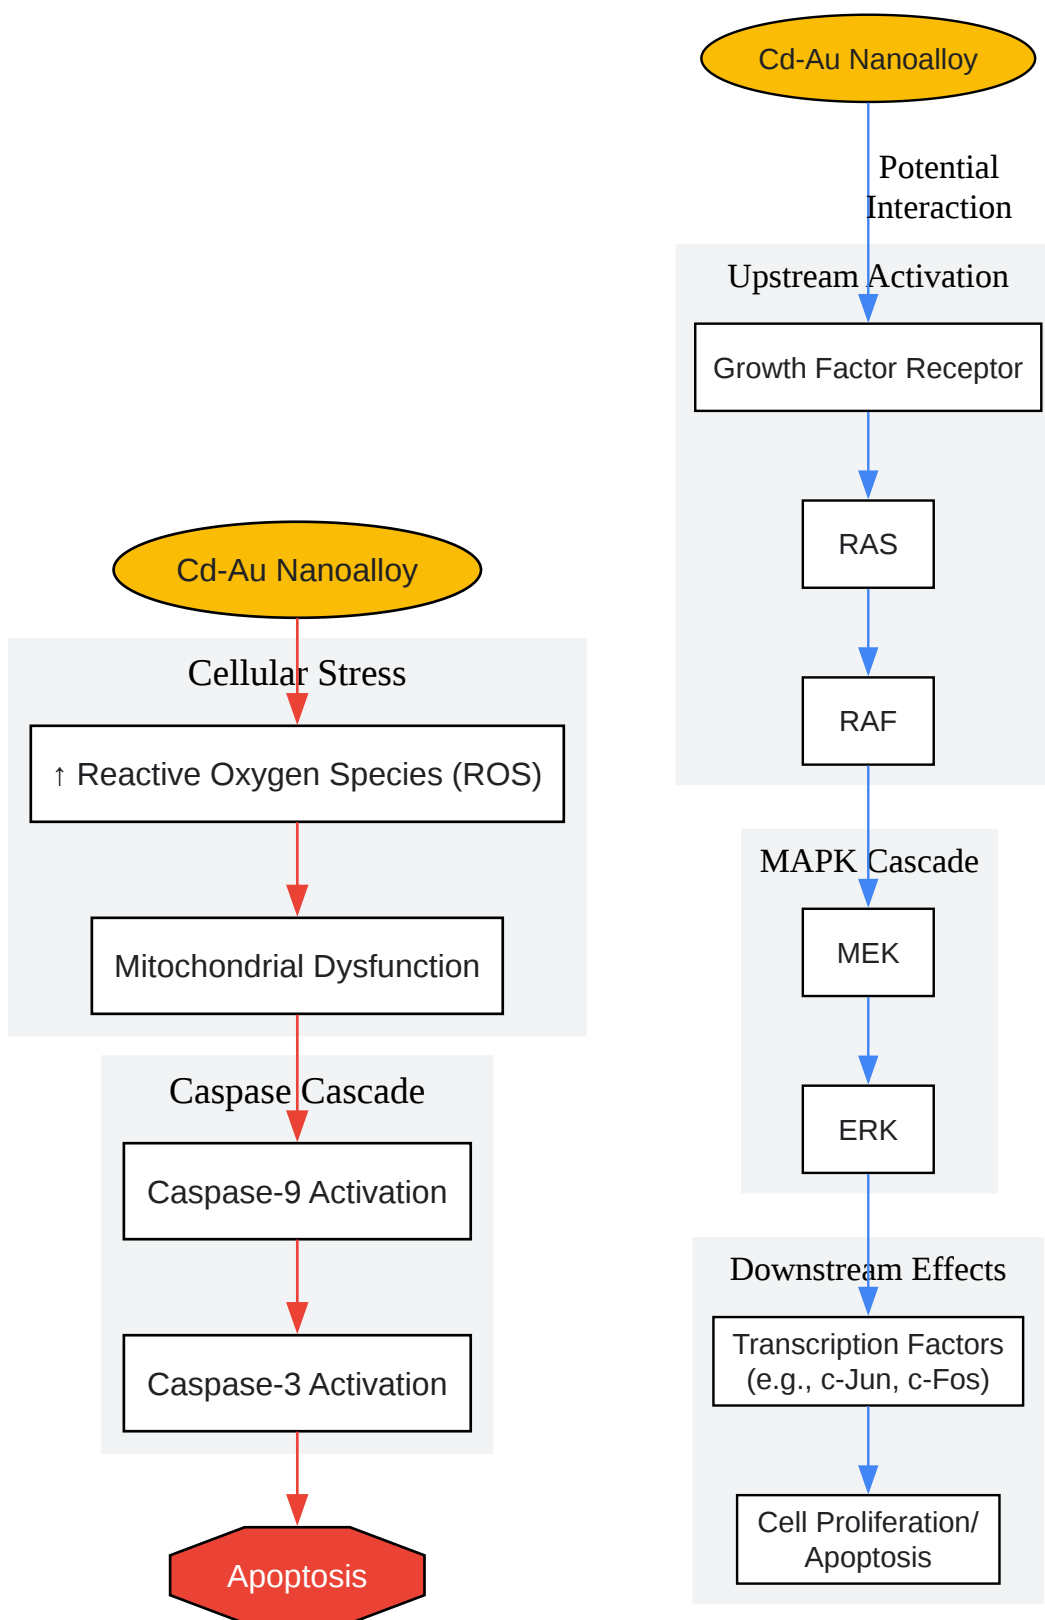 Cd-Au Nanoalloy
Cellular Stress
↑ Reactive Oxygen Species (ROS)
Mitochondrial Dysfunction
Caspase Cascade
Caspase-9 Activation
Caspase-3 Activation
Apoptosis
Cd-Au Nanoalloy
Potential
Interaction
Upstream Activation
Growth Factor Receptor
RAS
RAF
MAPK Cascade
MEK
ERK
Downstream Effects
Transcription Factors
(e.g., c-Jun, c-Fos)
Cell Proliferation/
Apoptosis